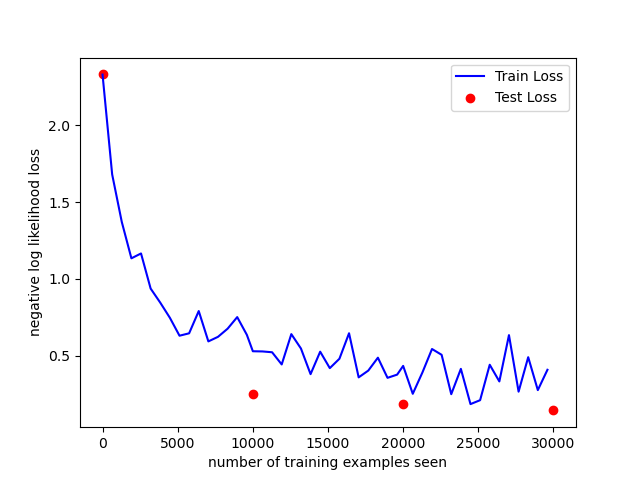 Train Loss
Test Loss
2.0
1.5
1.0
0.5
negative log likelihood loss
0 5000 10000 15000 20000 25000 30000
number of training examples seen